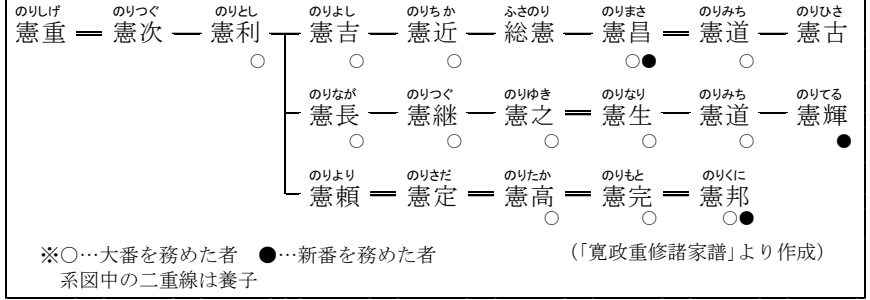 のりしげ のりつぐ のりとし のりよし のりちか ふさのり のりまさ のりみち のりひさ
憲重 憲次 憲利 憲吉 憲近 総憲 憲昌 憲道 憲古
○ ○ ○ ○● ○
のりなが のりつぐ のりゆき のりなり のりみち のりてる
憲長 憲継 憲之 憲生 憲道 憲輝
○ ○ ○ ○ ○ ●
のりより のりさだ のりたか のりもと のりくに
憲頼 憲定 憲高 憲完 憲邦
○ ○ ○●
※○…大番を務めた者 ●…新番を務めた者 (「寛政重修諸家譜」より作成)
系図中の二重線は養子